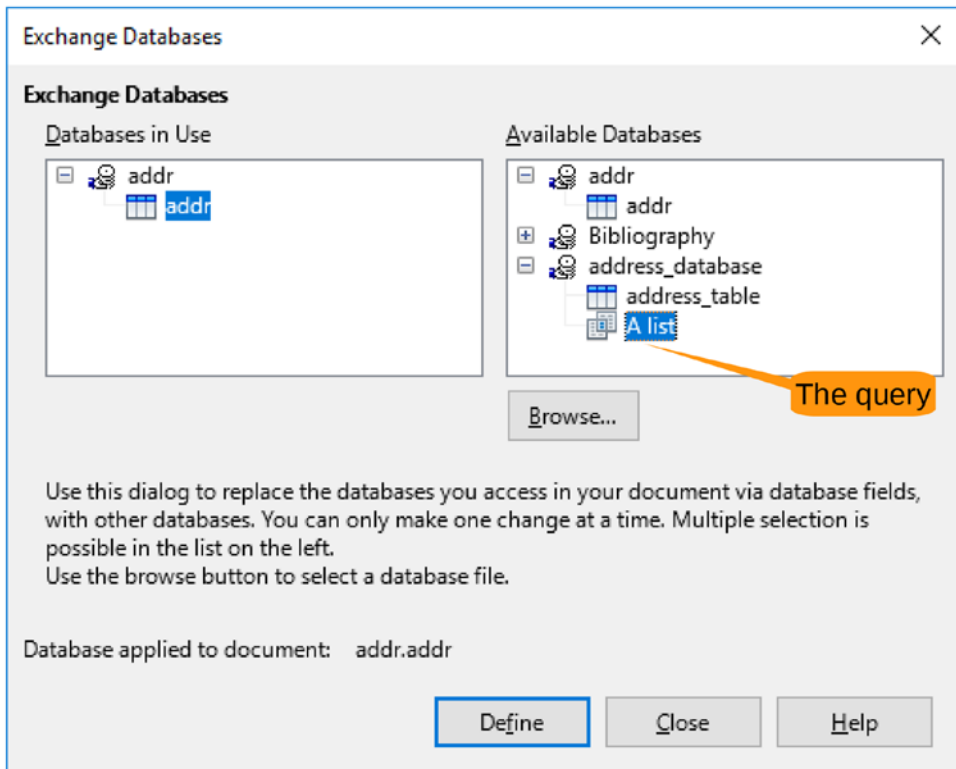 Exchange Databases
Exchange Databases
Databases in Use
addr
addr
Available Databases
addr
addr
Bibliography
address_database
address_table
A list
The query
Browse...
Use this dialog to replace the databases you access in your document via database fields,
with other databases. You can only make one change at a time. Multiple selection is
possible in the list on the left.
Use the browse button to select a database file.
Database applied to document: addr.addr
Define
Close
Help